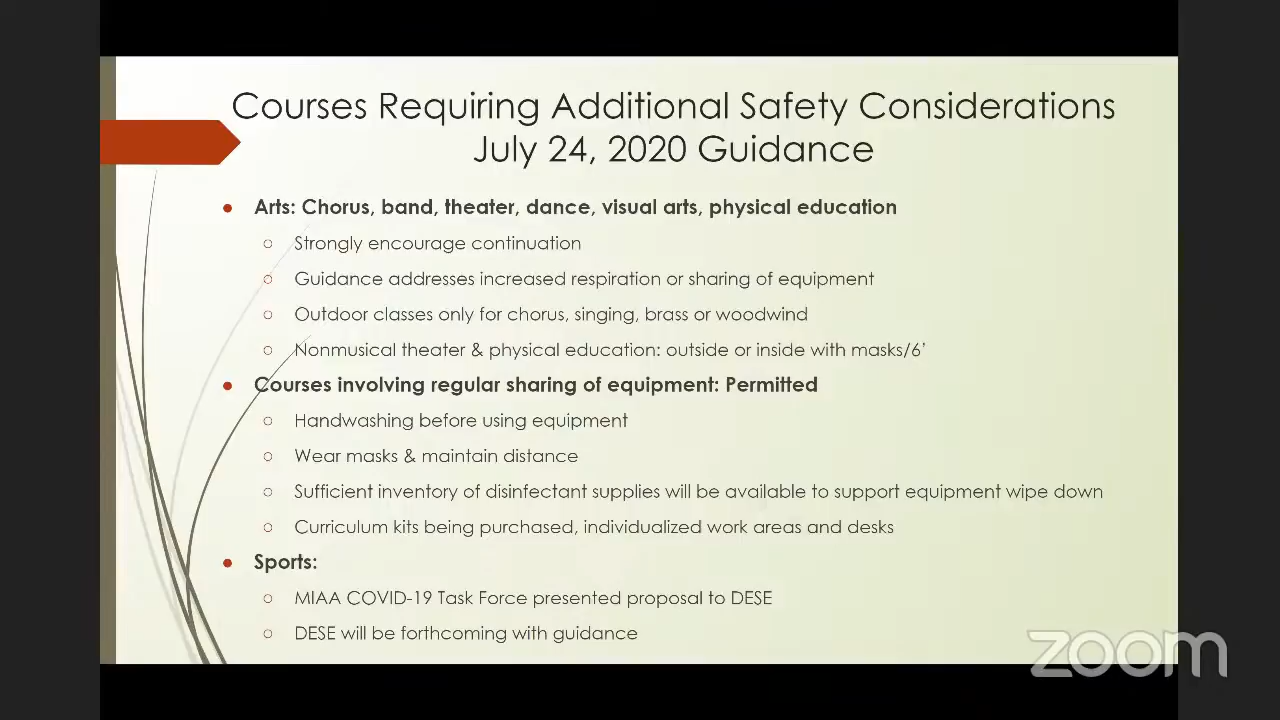 Courses Requiring Additional Safety Considerations
July 24, 2020 Guidance
Arts: Chorus, band, theater, dance, visual arts, physical education
Strongly encourage continuation
Guidance addresses increased respiration or sharing of equipment
Outdoor classes only for chorus, singing, brass or woodwind
Nonmusical theater & physical education: outside or inside with masks/6'
Courses involving regular sharing of equipment: Permitted
Handwashing before using equipment
Wear masks & maintain distance
Sufficient inventory of disinfectant supplies will be available to support equipment wipe down
Curriculum kits being purchased, individualized work areas and desks
Sports:
MIAA COVID-19 Task Force presented proposal to DESE
DESE will be forthcoming with guidance
zoom